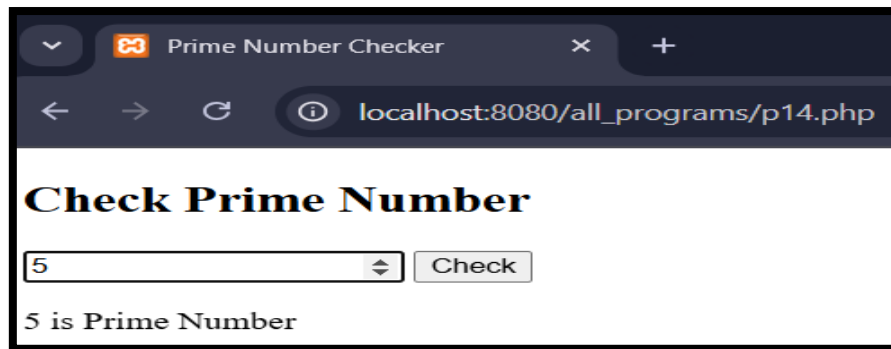 Prime Number Checker
localhost:8080/all_programs/p14.php
Check Prime Number
5 Check
5 is Prime Number